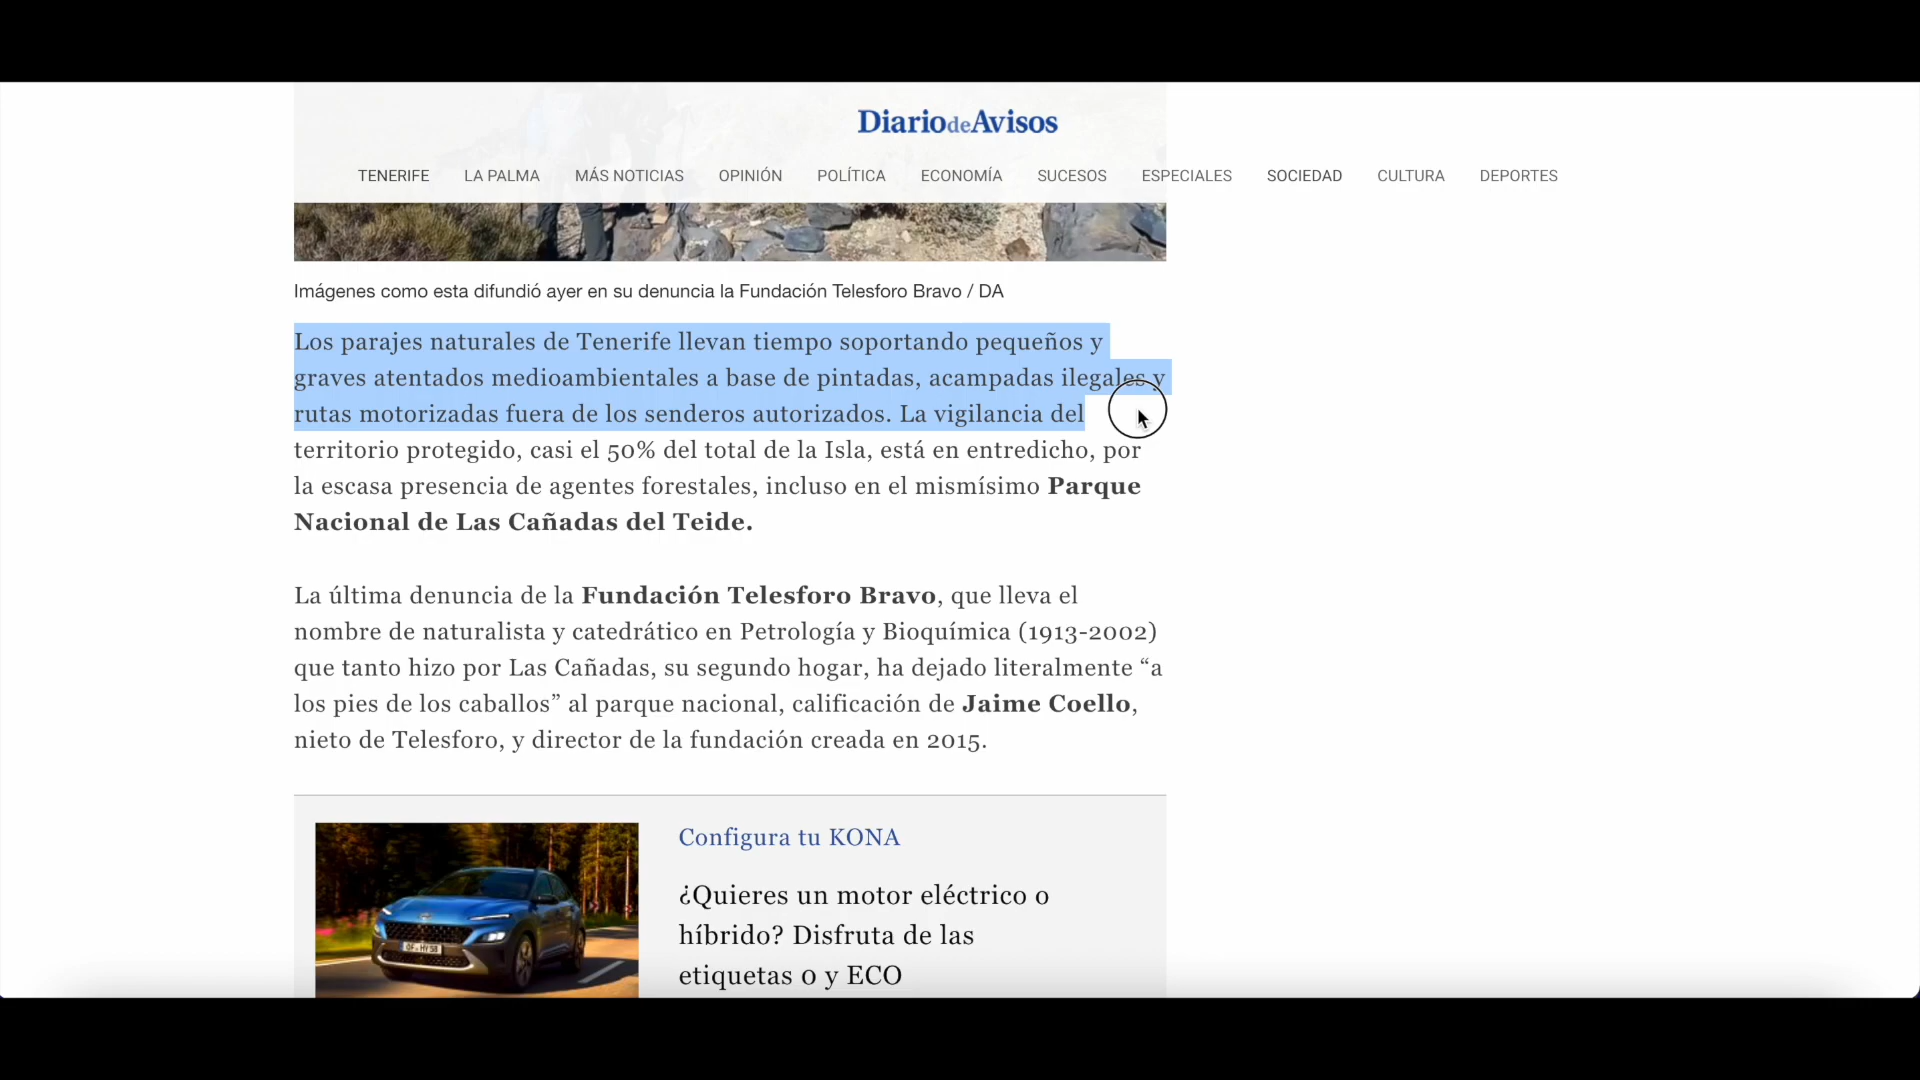 DiariodeAvisos
TENERIFE LA PALMA MÁS NOTICIAS OPINIÓN POLÍTICA ECONOMÍA SUCESOS ESPECIALES SOCIEDAD CULTURA DEPORTES
Imágenes como esta difundió ayer en su denuncia la Fundación Telesforo Bravo / DA
Los parajes naturales de Tenerife llevan tiempo soportando pequeños y
graves atentados medioambientales a base de pintadas, acampadas ilegales y
rutas motorizadas fuera de los senderos autorizados. La vigilancia del
territorio protegido, casi el 50% del total de la Isla, está en entredicho, por
la escasa presencia de agentes forestales, incluso en el mismísimo Parque
Nacional de Las Cañadas del Teide.
La última denuncia de la Fundación Telesforo Bravo, que lleva el
nombre de naturalista y catedrático en Petrología y Bioquímica (1913-2002)
que tanto hizo por Las Cañadas, su segundo hogar, ha dejado literalmente “a
los pies de los caballos” al parque nacional, calificación de Jaime Coello,
nieto de Telesforo, y director de la fundación creada en 2015.
Configura tu KONA
¿Quieres un motor eléctrico o
híbrido? Disfruta de las
etiquetas 0 y ECO